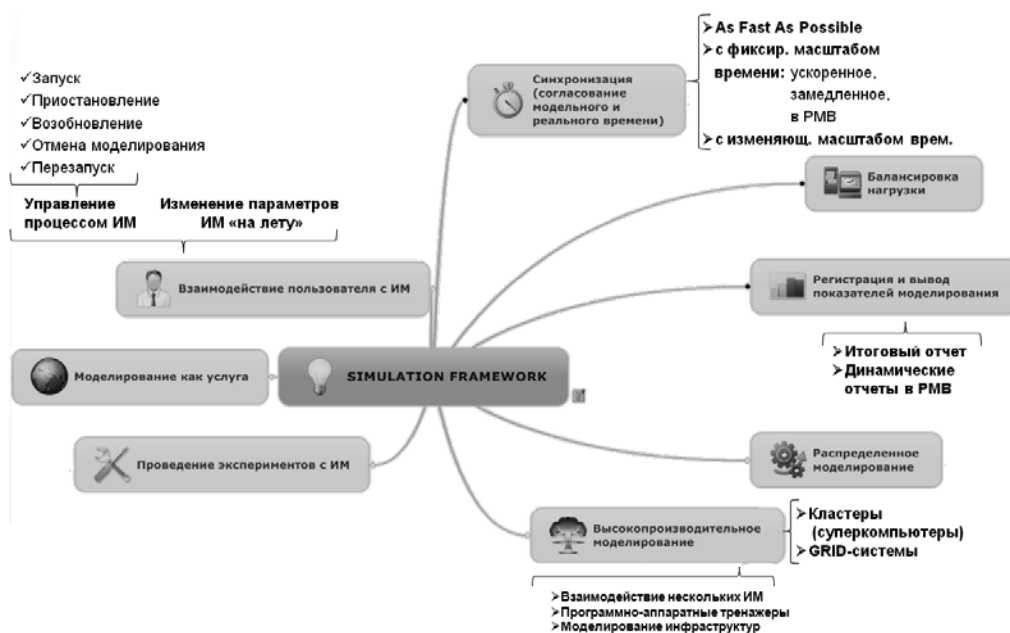 Запуск
Приостановление
Возобновление
Отмена моделирования
Перезапуск
Управление
процессом ИМ
Изменение параметров
ИМ «на лету»
Взаимодействие пользователя с ИМ
Моделирование как услуга
Проведение экспериментов с ИМ
SIMULATION FRAMEWORK
Синхронизация
(согласование
модельного и
реального времени)
As Fast As Possible
с фиксир. масштабом
времени: ускоренное,
замедленное,
в РМВ
с изменяющ. масштабом врем.
Балансировка
нагрузки
Регистрация и вывод
показателей моделирования
Итоговый отчет
Динамические
отчеты в РМВ
Распределенное
моделирование
Высокопроизводительное
моделирование
Кластеры
(суперкомпьютеры)
GRID-системы
Взаимодействие нескольких ИМ
Программно-аппаратные тренажеры
Моделирование инфраструктур